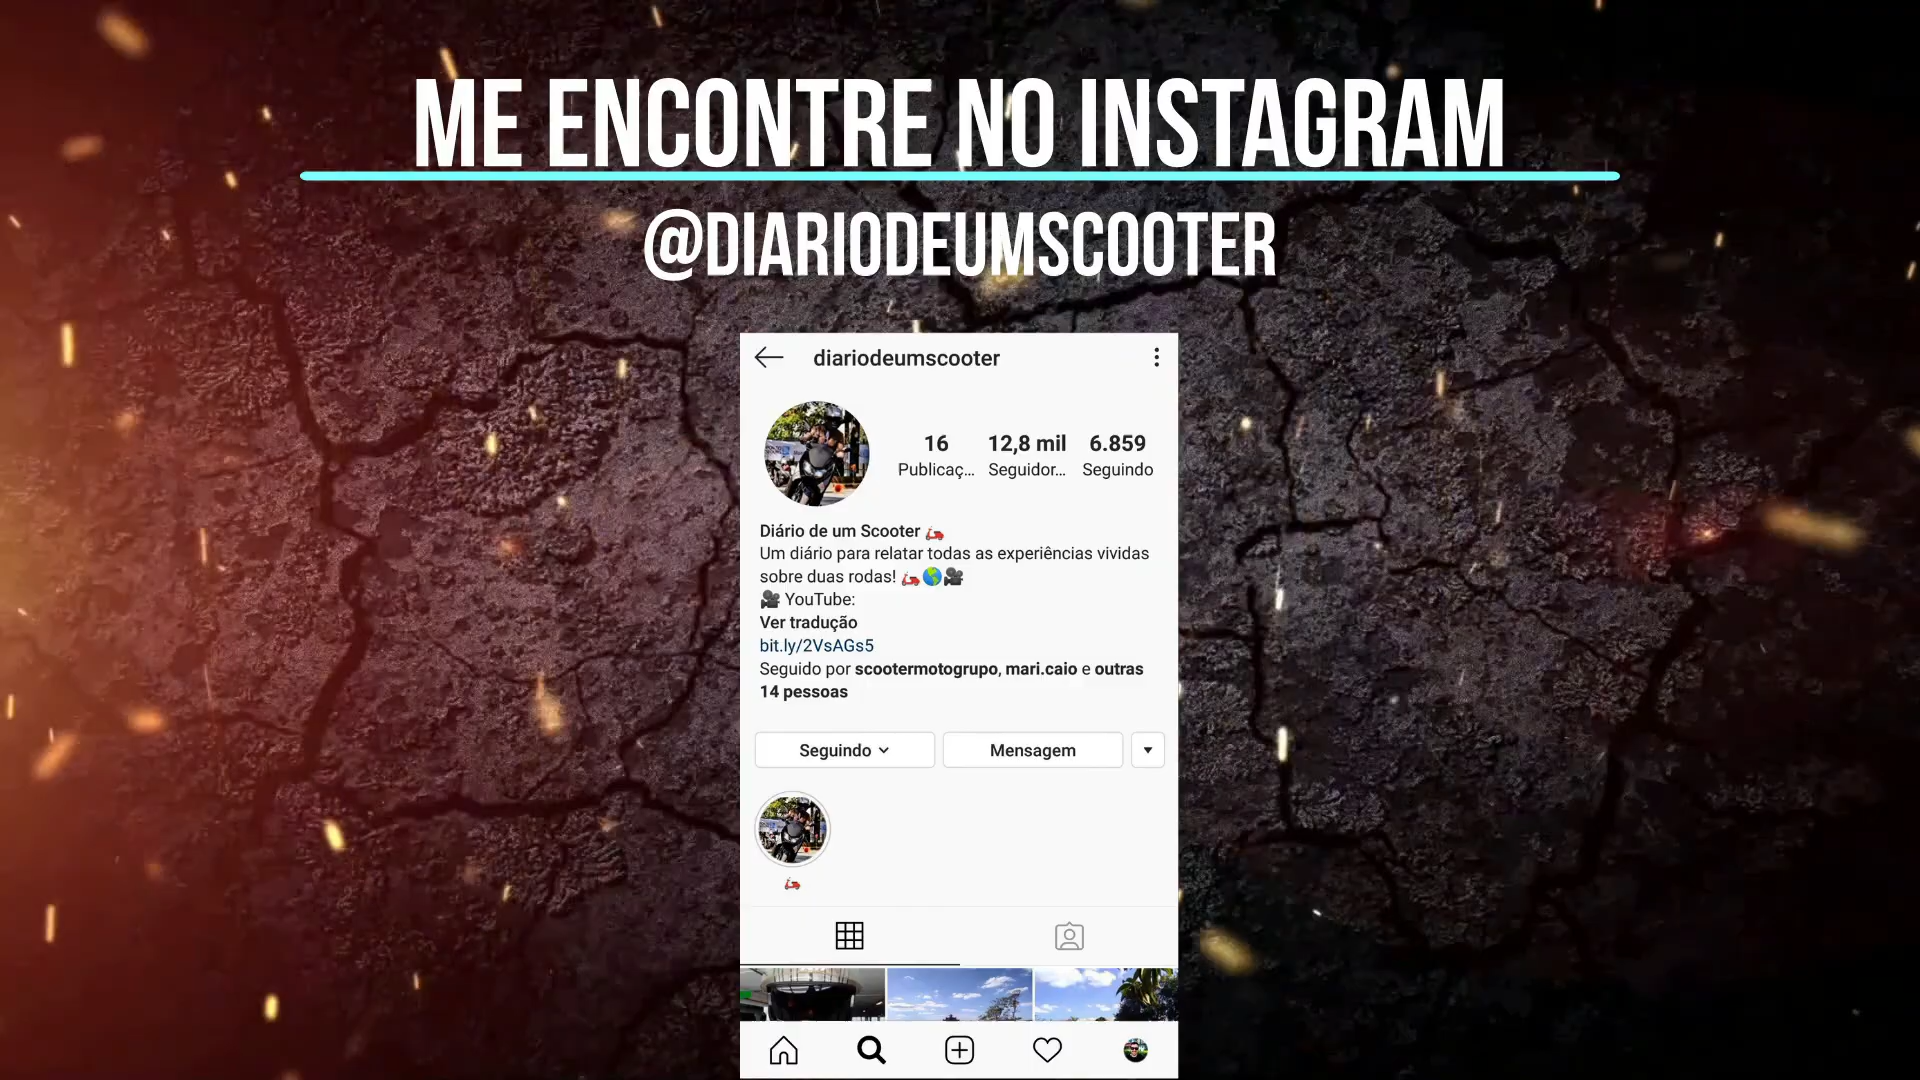 ME ENCONTRE NO INSTAGRAM
@DIARIODEUMSCOOTER
diariodeumscooter
16 12,8 mil 6.859
Publicaç... Seguidor... Seguindo
Diário de um Scooter 🛵
Um diário para relatar todas as experiências vividas
sobre duas rodas! 🛵🌎🎥
🎥 YouTube:
Ver tradução
bit.ly/2VsAGs5
Seguido por scootermotogrupo, mari.caio e outras
14 pessoas
Seguindo Mensagem